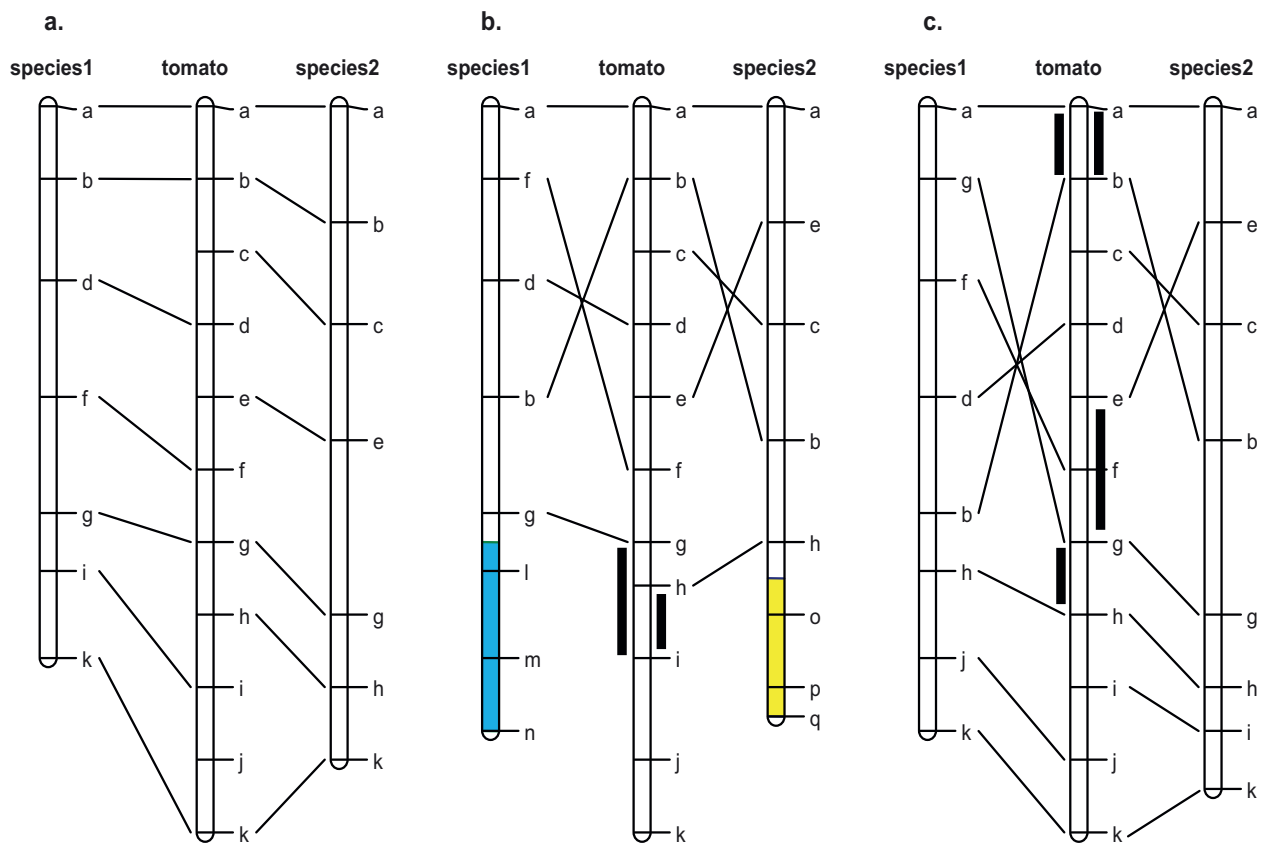 a.
species1 tomato species2
a a a
b b
b
c
d
d c
f e
e
f
g
g
i h g
k i h
j k
k
b.
species1 tomato species2
a a a
f b
e
c
d
d c
b e
b
f
g
g h
l h
o
m i
p
n q
j
k
c.
species1 tomato species2
a a a
g b
e
c
f
d c
d e
b
f
b
g
h
h g
j i h
k i
j k
k